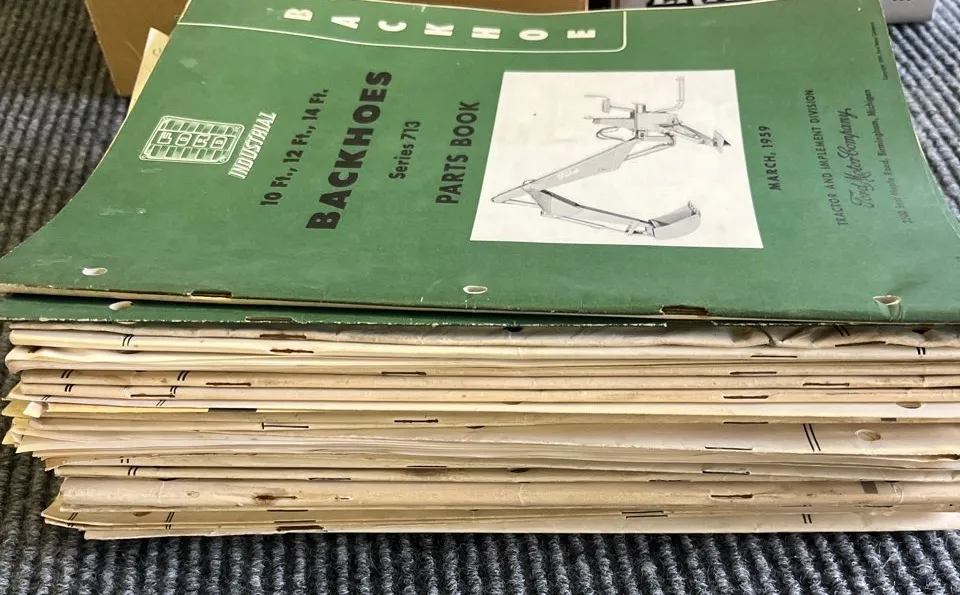 BACKHOE
FORD
INDUSTRIAL
10 Ft., 12 Ft., 14 Ft.
BACKHOES
Series 713
PARTS BOOK
MARCH, 1959
TRACTOR AND IMPLEMENT DIVISION
Ford Motor Company,
Birmingham, Michigan